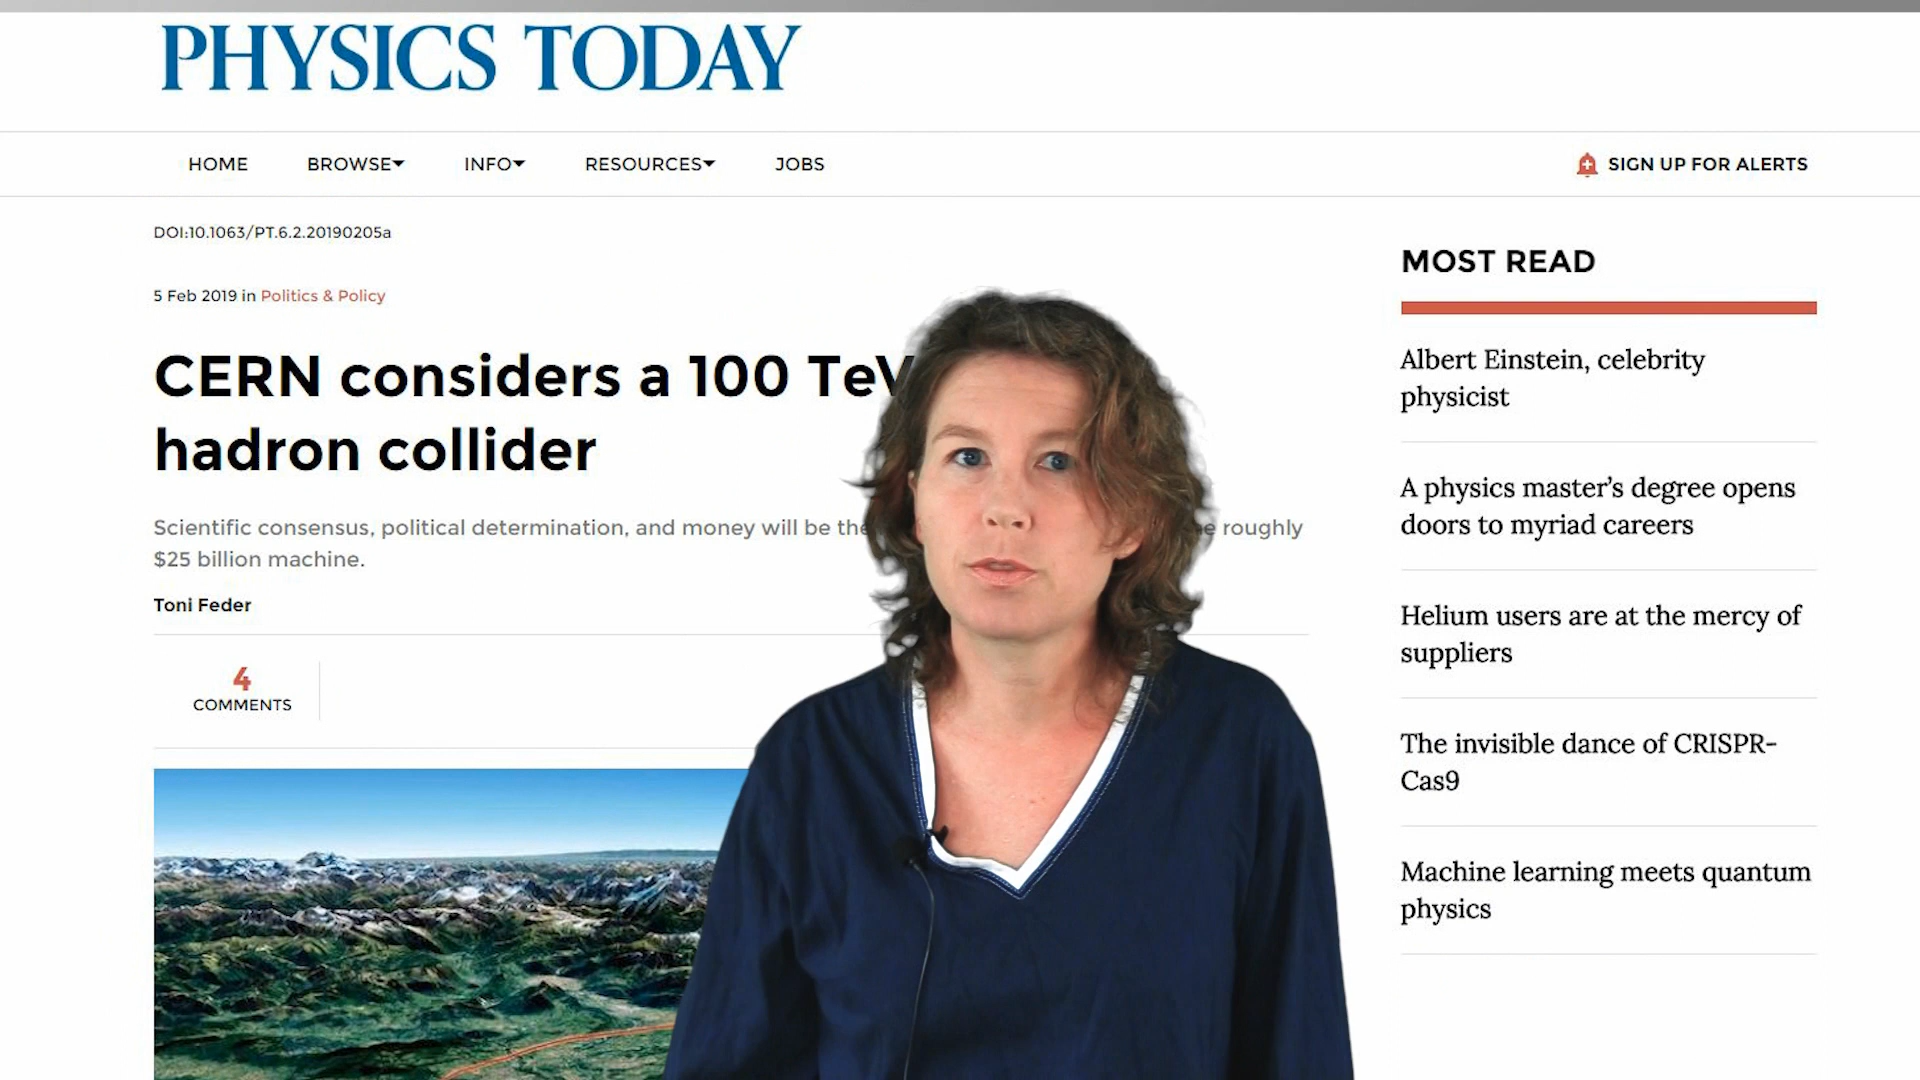 PHYSICS TODAY
HOME BROWSE INFO RESOURCES JOBS SIGN UP FOR ALERTS
DOI:10.1063/PT.6.2.20190205a
5 Feb 2019 in Politics & Policy
CERN considers a 100 TeV
hadron collider
Scientific consensus, political determination, and money will be roughly
$25 billion machine.
Toni Feder
4
COMMENTS
MOST READ
Albert Einstein, celebrity
physicist
A physics master's degree opens
doors to myriad careers
Helium users are at the mercy of
suppliers
The invisible dance of CRISPR-
Cas9
Machine learning meets quantum
physics